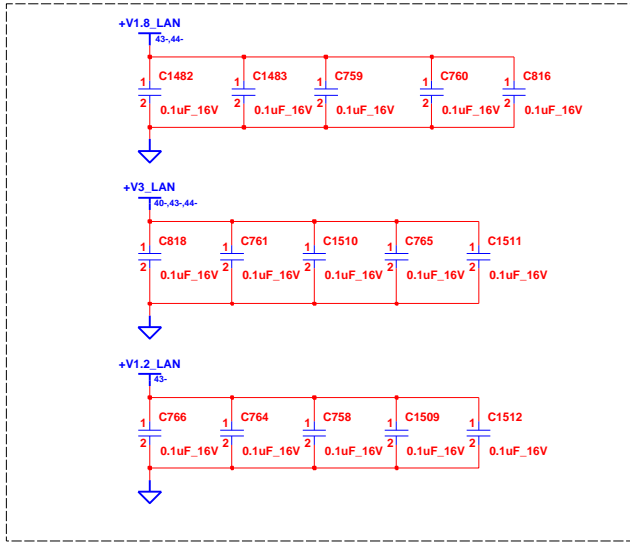 +V1.8_LAN
43-,44-
1 C1482 1 C1483 1 C759 1 C760 1 C816
2 0.1uF_16V 2 0.1uF_16V 2 0.1uF_16V 2 0.1uF_16V 2 0.1uF_16V
+V3_LAN
40-,43-,44-
1 C818 1 C761 1 C1510 1 C765 1 C1511
2 0.1uF_16V 2 0.1uF_16V 2 0.1uF_16V 2 0.1uF_16V 2 0.1uF_16V
+V1.2_LAN
43-
1 C766 1 C764 1 C758 1 C1509 1 C1512
2 0.1uF_16V 2 0.1uF_16V 2 0.1uF_16V 2 0.1uF_16V 2 0.1uF_16V